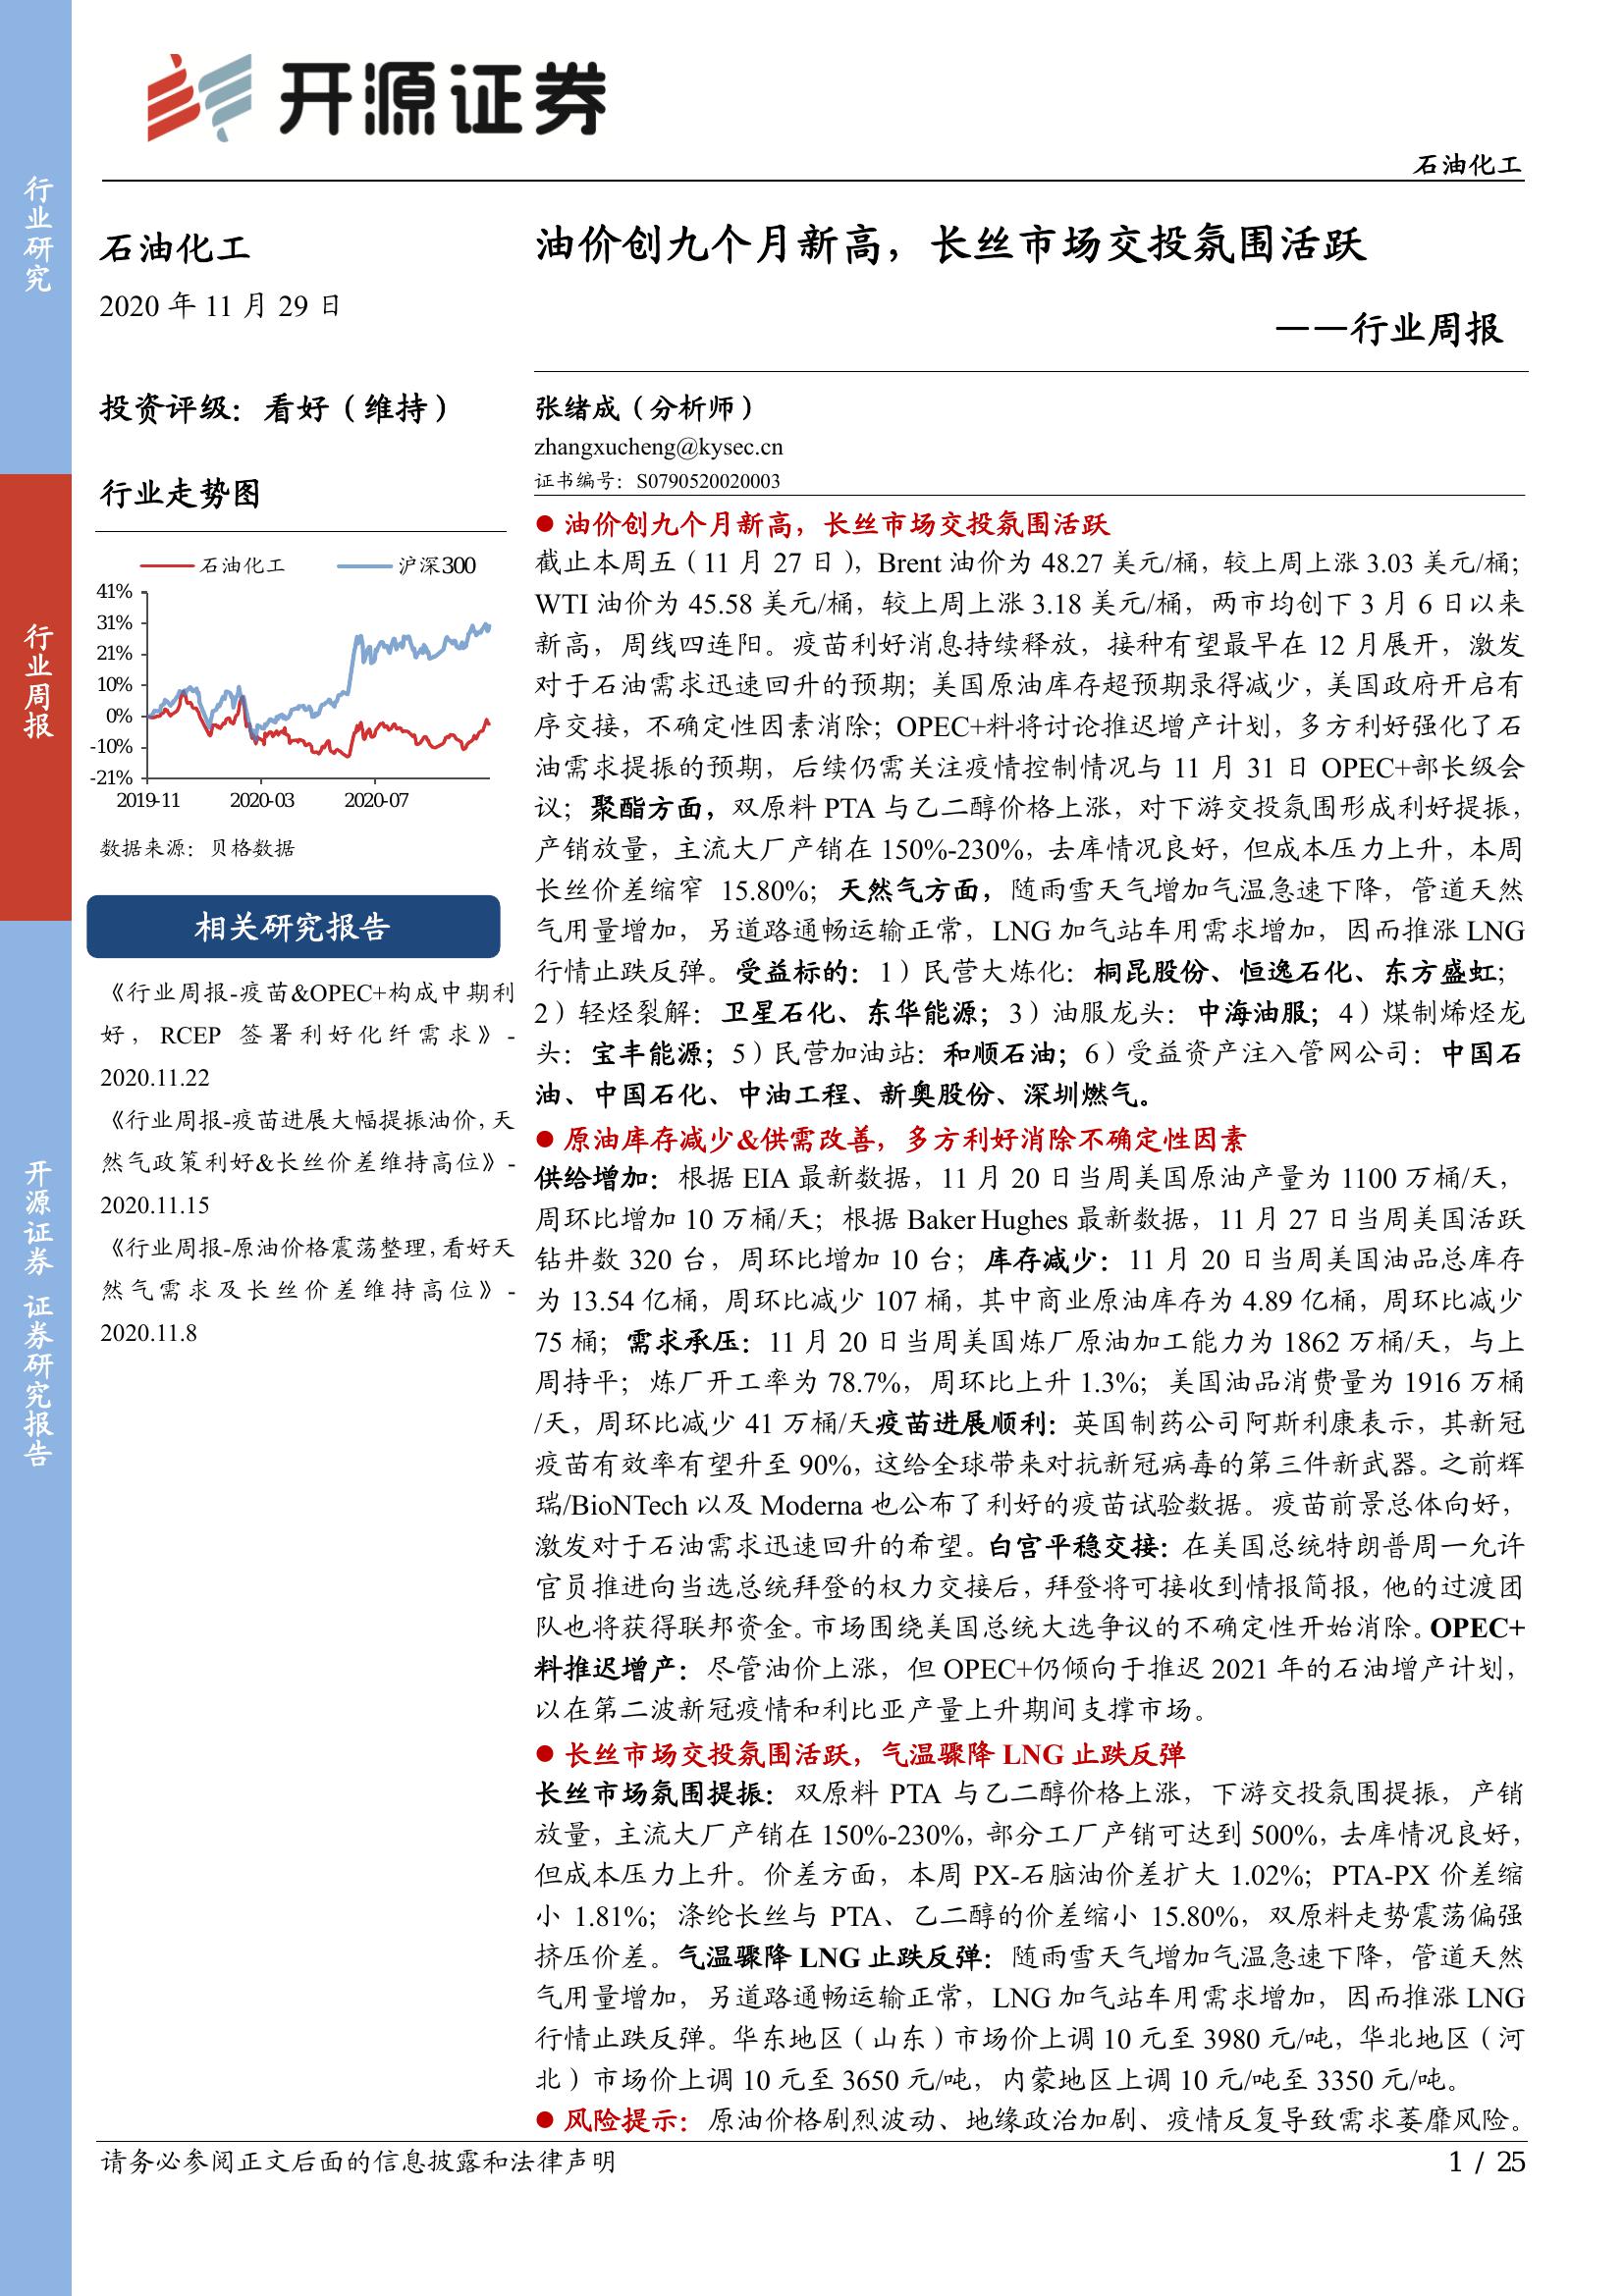 开源证券
石油化工
行业研究
行业周报
开源证券 证券研究报告
石油化工
2020 年 11 月 29 日
投资评级：看好（维持）
行业走势图
石油化工 沪深300
41%
31%
21%
10%
0%
-10%
-21%
2019-11 2020-03 2020-07
数据来源：贝格数据
相关研究报告
《行业周报-疫苗&OPEC+构成中期利
好，RCEP 签署利好化纤需求》-
2020.11.22
《行业周报-疫苗进展大幅提振油价，天
然气政策利好&长丝价差维持高位》-
2020.11.15
《行业周报-原油价格震荡整理，看好天
然气需求及长丝价差维持高位》-
2020.11.8
油价创九个月新高，长丝市场交投氛围活跃
——行业周报
张绪成（分析师）
zhangxucheng@kysec.cn
证书编号：S0790520020003
● 油价创九个月新高，长丝市场交投氛围活跃
截止本周五（11 月 27 日），Brent 油价为 48.27 美元/桶，较上周上涨 3.03 美元/桶；
WTI 油价为 45.58 美元/桶，较上周上涨 3.18 美元/桶，两市均创下 3 月 6 日以来
新高，周线四连阳。疫苗利好消息持续释放，接种有望最早在 12 月展开，激发
对于石油需求迅速回升的预期；美国原油库存超预期录得减少，美国政府开启有
序交接，不确定性因素消除；OPEC+料将讨论推迟增产计划，多方利好强化了石
油需求提振的预期，后续仍需关注疫情控制情况与 11 月 31 日 OPEC+部长级会
议；聚酯方面，双原料 PTA 与乙二醇价格上涨，对下游交投氛围形成利好提振，
产销放量，主流大厂产销在 150%-230%，去库情况良好，但成本压力上升，本周
长丝价差缩窄 15.80%；天然气方面，随雨雪天气增加气温急速下降，管道天然
气用量增加，另道路通畅运输正常，LNG 加气站车用需求增加，因而推涨 LNG
行情止跌反弹。受益标的：1）民营大炼化：桐昆股份、恒逸石化、东方盛虹；
2）轻烃裂解：卫星石化、东华能源；3）油服龙头：中海油服；4）煤制烯烃龙
头：宝丰能源；5）民营加油站：和顺石油；6）受益资产注入管网公司：中国石
油、中国石化、中油工程、新奥股份、深圳燃气。
● 原油库存减少&供需改善，多方利好消除不确定性因素
供给增加：根据 EIA 最新数据，11 月 20 日当周美国原油产量为 1100 万桶/天，
周环比增加 10 万桶/天；根据 Baker Hughes 最新数据，11 月 27 日当周美国活跃
钻井数 320 台，周环比增加 10 台；库存减少：11 月 20 日当周美国油品总库存
为 13.54 亿桶，周环比减少 107 桶，其中商业原油库存为 4.89 亿桶，周环比减少
75 桶；需求承压：11 月 20 日当周美国炼厂原油加工能力为 1862 万桶/天，与上
周持平；炼厂开工率为 78.7%，周环比上升 1.3%；美国油品消费量为 1916 万桶
/天，周环比减少 41 万桶/天疫苗进展顺利：英国制药公司阿斯利康表示，其新冠
疫苗有效率有望升至 90%，这给全球带来对抗新冠病毒的第三件新武器。之前辉
瑞/BioNTech 以及 Moderna 也公布了利好的疫苗试验数据。疫苗前景总体向好，
激发对于石油需求迅速回升的希望。白宫平稳交接：在美国总统特朗普周一允许
官员推进向当选总统拜登的权力交接后，拜登将可接收到情报简报，他的过渡团
队也将获得联邦资金。市场围绕美国总统大选争议的不确定性开始消除。OPEC+
料推迟增产：尽管油价上涨，但 OPEC+仍倾向于推迟 2021 年的石油增产计划，
以在第二波新冠疫情和利比亚产量上升期间支撑市场。
● 长丝市场交投氛围活跃，气温骤降 LNG 止跌反弹
长丝市场氛围提振：双原料 PTA 与乙二醇价格上涨，下游交投氛围提振，产销
放量，主流大厂产销在 150%-230%，部分工厂产销可达到 500%，去库情况良好，
但成本压力上升。价差方面，本周 PX-石脑油价差扩大 1.02%；PTA-PX 价差缩
小 1.81%；涤纶长丝与 PTA、乙二醇的价差缩小 15.80%，双原料走势震荡偏强
挤压价差。气温骤降 LNG 止跌反弹：随雨雪天气增加气温急速下降，管道天然
气用量增加，另道路通畅运输正常，LNG 加气站车用需求增加，因而推涨 LNG
行情止跌反弹。华东地区（山东）市场价上调 10 元至 3980 元/吨，华北地区（河
北）市场价上调 10 元至 3650 元/吨，内蒙地区上调 10 元/吨至 3350 元/吨。
● 风险提示：原油价格剧烈波动、地缘政治加剧、疫情反复导致需求萎靡风险。
请务必参阅正文后面的信息披露和法律声明
1 / 25